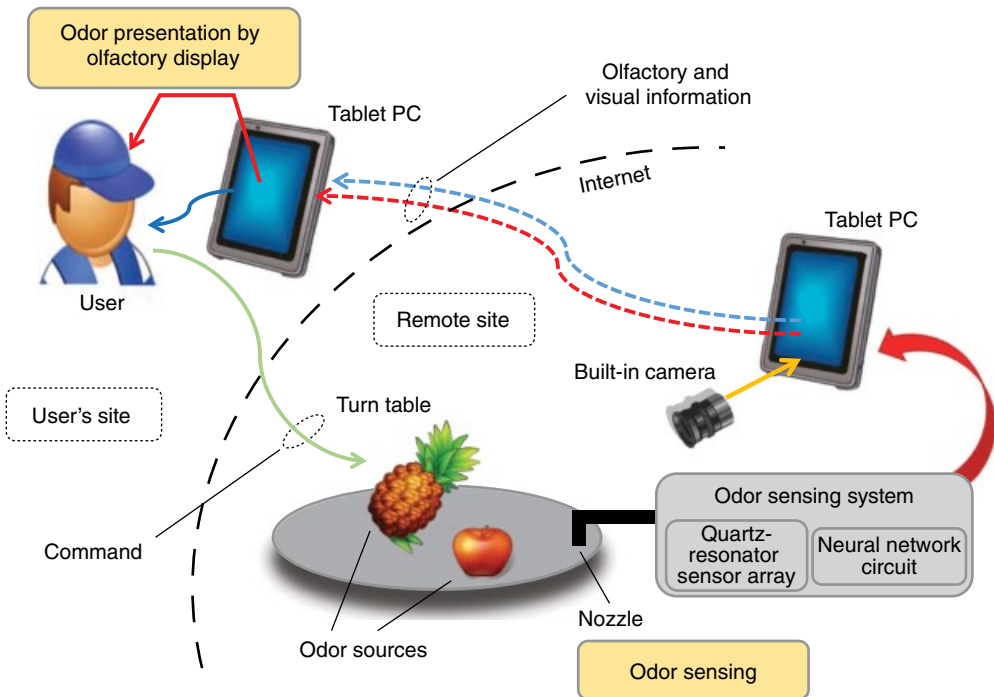 Odor presentation by
olfactory display
Olfactory and
visual information
Tablet PC
Internet
Tablet PC
User
Remote site
Built-in camera
User's site
Turn table
Odor sensing system
Quartz-
resonator
sensor array
Neural network
circuit
Command
Nozzle
Odor sources
Odor sensing